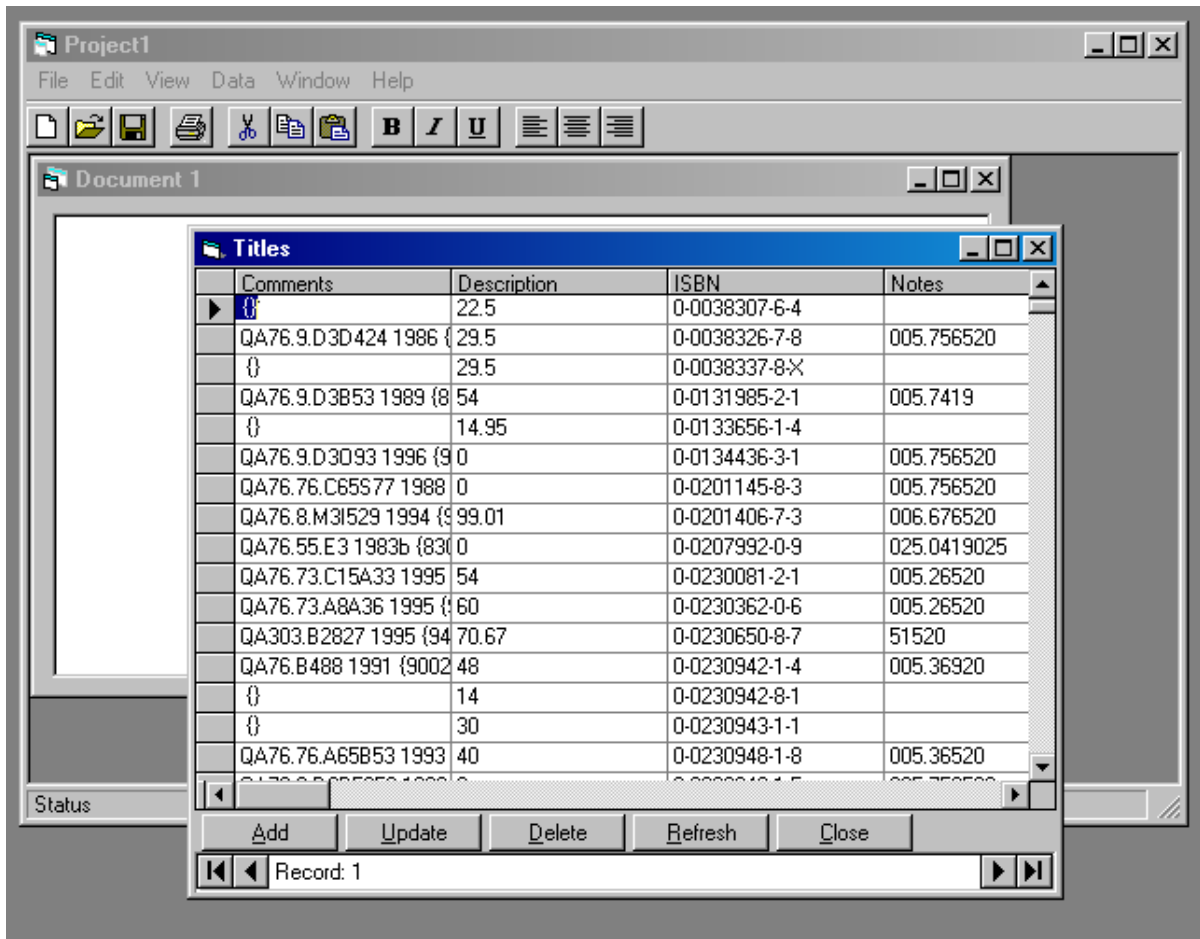 Project1
File Edit View Data Window Help
B I U
Document 1
Titles
Comments Description ISBN Notes
{} 22.5 0-0038307-6-4
QA76.9.D3D424 1986 { 29.5 0-0038326-7-8 005.756520
{} 29.5 0-0038337-8-X
QA76.9.D3B53 1989 {8 54 0-0131985-2-1 005.7419
{} 14.95 0-0133656-1-4
QA76.9.D3O93 1996 {9 0 0-0134436-3-1 005.756520
QA76.76.C65S77 1988 0 0-0201145-8-3 005.756520
QA76.8.M3I529 1994 {9 99.01 0-0201406-7-3 006.676520
QA76.55.E3 1983b {830 0 0-0207992-0-9 025.0419025
QA76.73.C15A33 1995 54 0-0230081-2-1 005.26520
QA76.73.A8A36 1995 {9 60 0-0230362-0-6 005.26520
QA303.B2827 1995 {94 70.67 0-0230650-8-7 51520
QA76.B488 1991 {9002 48 0-0230942-1-4 005.36920
{} 14 0-0230942-8-1
{} 30 0-0230943-1-1
QA76.76.A65B53 1993 40 0-0230948-1-8 005.36520
Status
Add Update Delete Refresh Close
Record: 1